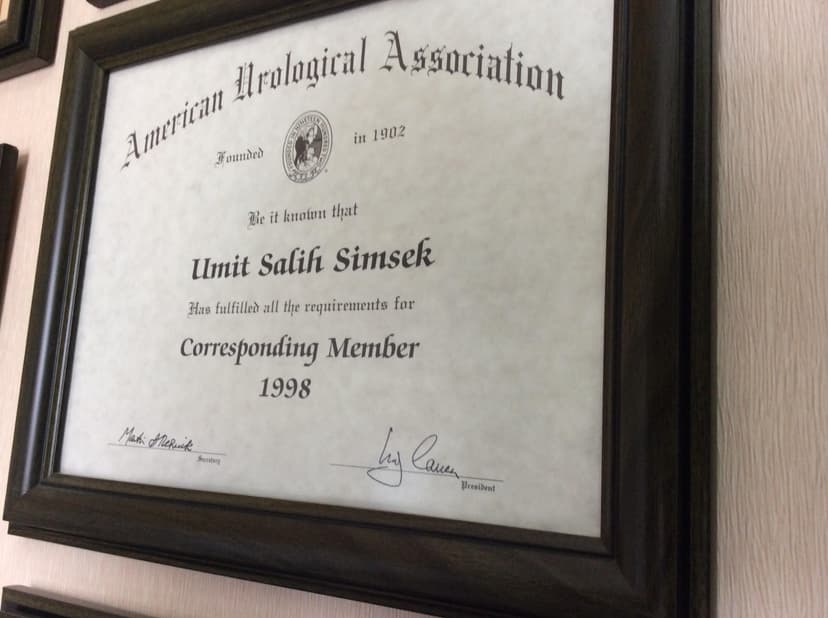 American Urological Association
Founded in 1902
Be it known that
Umit Salih Simsek
Has fulfilled all the requirements for
Corresponding Member
1998
Secretary
President